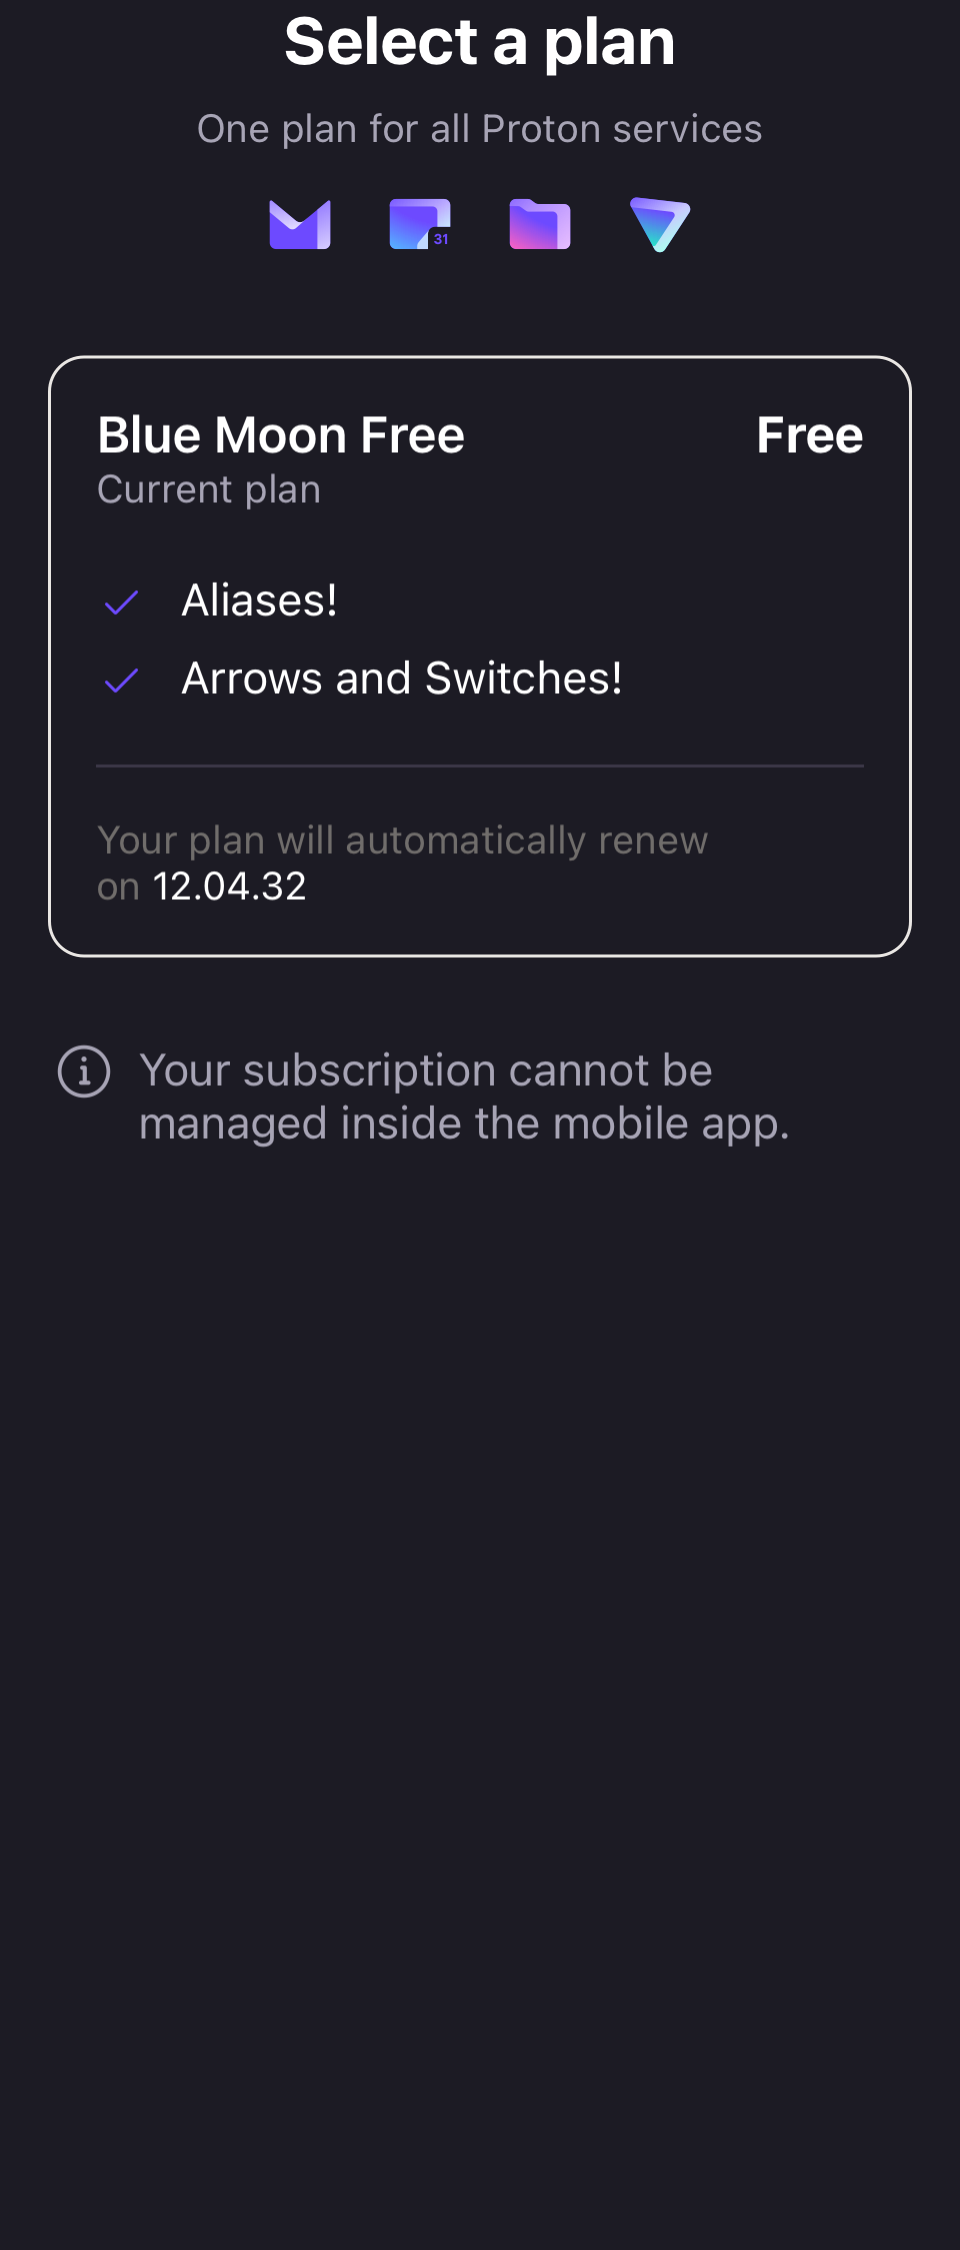 Select a plan
One plan for all Proton services
31
Blue Moon Free
Free
Current plan
Aliases!
Arrows and Switches!
Your plan will automatically renew
on 12.04.32
Your subscription cannot be
managed inside the mobile app.